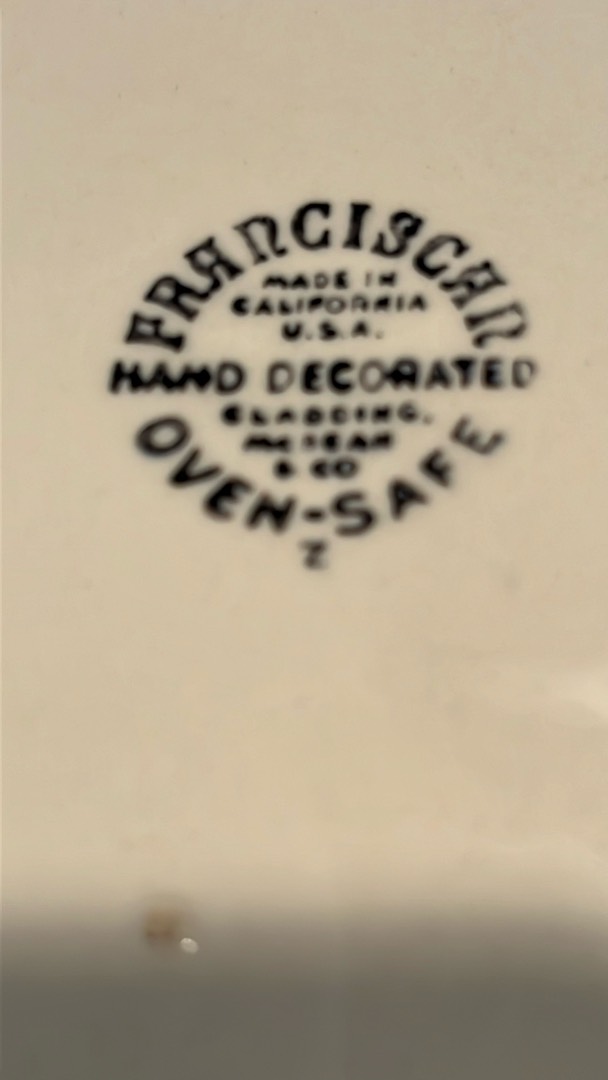 FRANCISCAN
MADE IN
CALIFORNIA
U.S.A.
HAND DECORATED
GLADDING,
McBEAN
& CO
OVEN-SAFE
Z